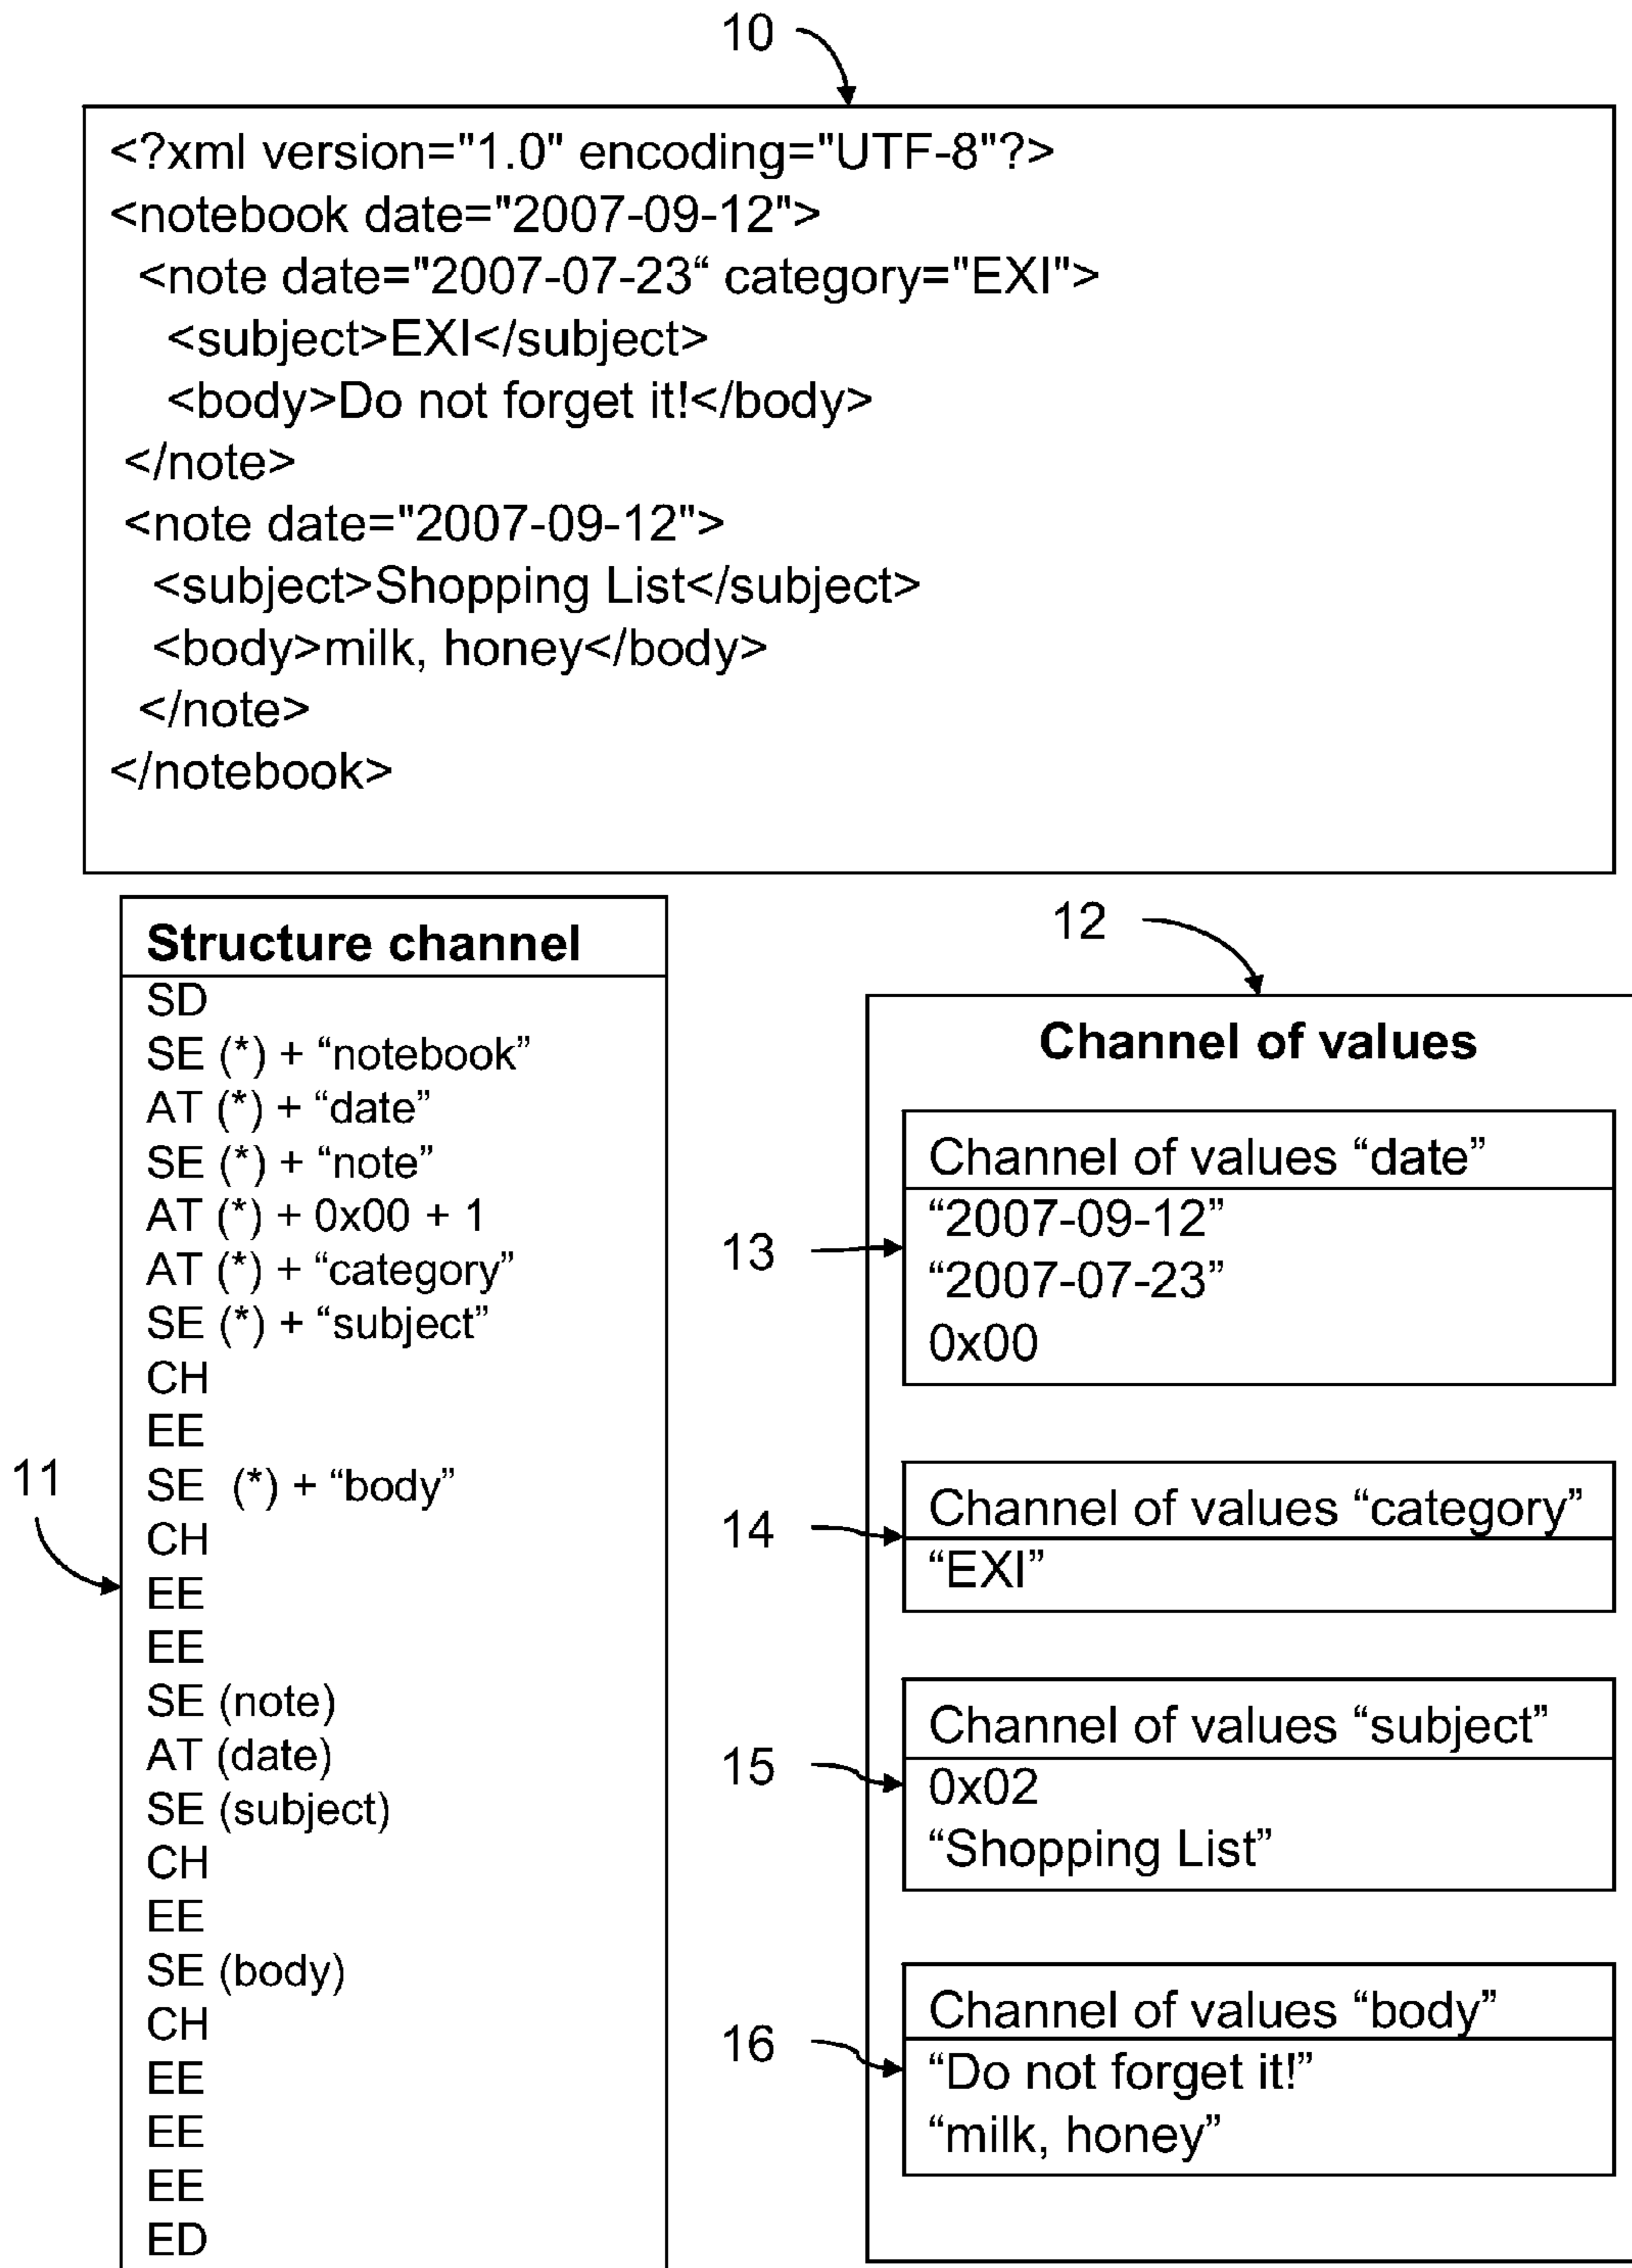 10
<?xml version="1.0" encoding="UTF-8"?>
<notebook date="2007-09-12">
<note date="2007-07-23“ category="EXI">
<subject>EXI</subject>
<body>Do not forget it!</body>
</note>
<note date="2007-09-12">
<subject>Shopping List</subject>
<body>milk, honey</body>
</note>
</notebook>
11
Structure channel
SD
SE (*) + “notebook”
AT (*) + “date”
SE (*) + “note”
AT (*) + 0x00 + 1
AT (*) + “category”
SE (*) + “subject”
CH
EE
SE (*) + “body”
CH
EE
EE
SE (note)
AT (date)
SE (subject)
CH
EE
SE (body)
CH
EE
EE
EE
ED
12
Channel of values
13
Channel of values “date”
“2007-09-12”
“2007-07-23”
0x00
14
Channel of values “category”
“EXI”
15
Channel of values “subject”
0x02
“Shopping List”
16
Channel of values “body”
“Do not forget it!”
“milk, honey”